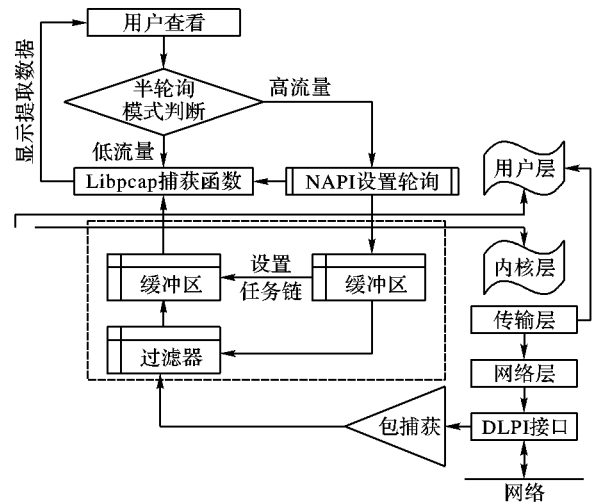 用户查看
显示提取数据
半轮询
模式判断
高流量
低流量
Libpcap捕获函数
NAPI设置轮询
用户层
内核层
缓冲区
设置
任务链
缓冲区
过滤器
传输层
网络层
包捕获
DLPI接口
网络